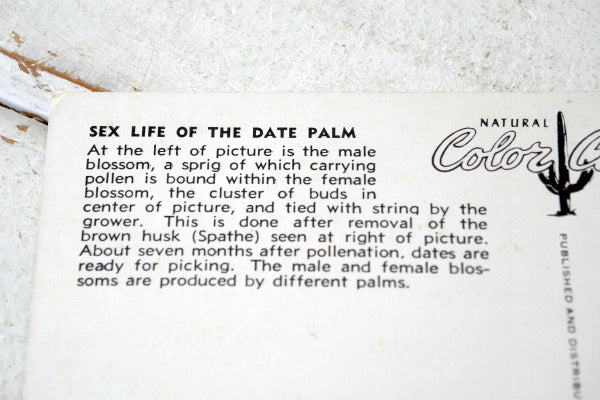 SEX LIFE OF THE DATE PALM
At the left of picture is the male
blossom, a sprig of which carrying
pollen is bound within the female
blossom, the cluster of buds in
center of picture, and tied with string by the
grower. This is done after removal of the
brown husk (Spathe) seen at right of picture.
About seven months after pollenation, dates are
ready for picking. The male and female blos-
soms are produced by different palms.
NATURAL
Color
PUBLISHED AND